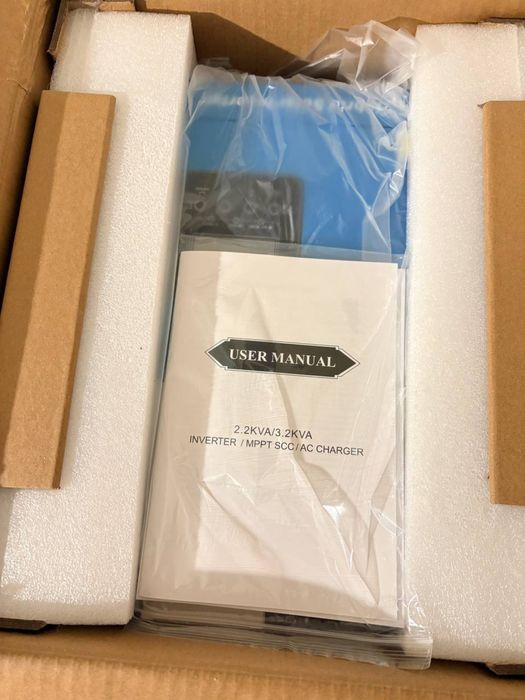 USER MANUAL
2.2KVA/3.2KVA
INVERTER / MPPT SCC / AC CHARGER